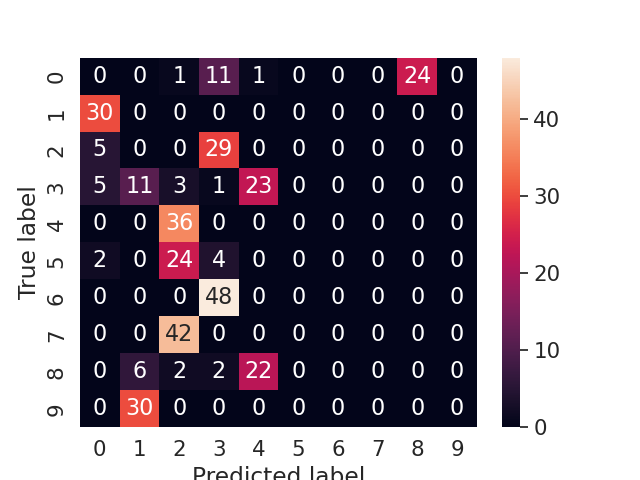 0 0 0 1 11 1 0 0 0 24 0
1 30 0 0 0 0 0 0 0 0 0
2 5 0 0 29 0 0 0 0 0 0
3 5 11 3 1 23 0 0 0 0 0
4 0 0 36 0 0 0 0 0 0 0
5 2 0 24 4 0 0 0 0 0 0
6 0 0 0 48 0 0 0 0 0 0
7 0 0 42 0 0 0 0 0 0 0
8 0 6 2 2 22 0 0 0 0 0
9 0 30 0 0 0 0 0 0 0 0
0 1 2 3 4 5 6 7 8 9
True label
Predicted label
40
30
20
10
0